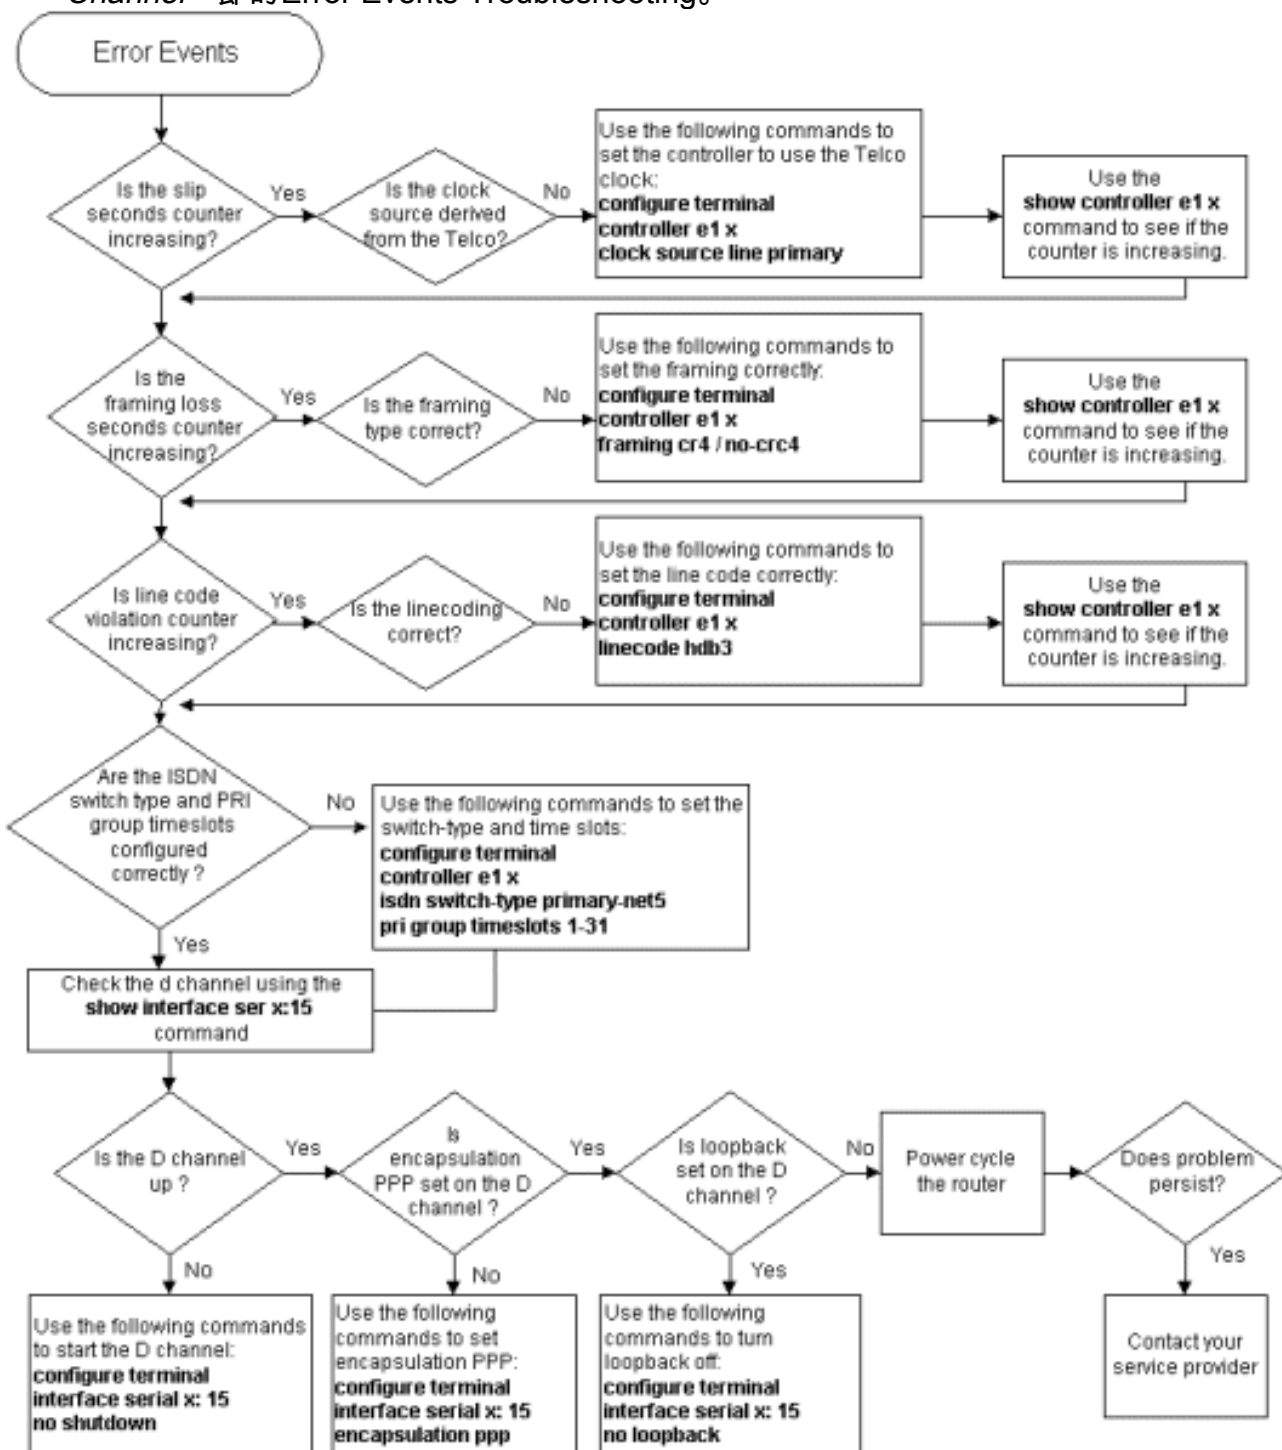 Error Events Troubleshooting。
Error Events
Is the slip
seconds counter
increasing?
Yes
Is the clock
source derived
from the Telco?
No
Use the following commands to
set the controller to use the Telco
clock:
configure terminal
controller e1 x
clock source line primary
Use the
show controller e1 x
command to see if the
counter is increasing.
Is the
framing loss
seconds counter
increasing?
Yes
Is the framing
type correct?
No
Use the following commands to
set the framing correctly:
configure terminal
controller e1 x
framing cr4 / no-crc4
Use the
show controller e1 x
command to see if the
counter is increasing.
Is line code
violation counter
increasing?
Yes
Is the linecoding
correct?
No
Use the following commands to
set the line code correctly:
configure terminal
controller e1 x
linecode hdb3
Use the
show controller e1 x
command to see if the
counter is increasing.
Are the ISDN
switch type and PRI
group timeslots
configured
correctly ?
No
Use the following commands to set the
switch-type and time slots:
configure terminal
controller e1 x
isdn switch-type primary-net5
pri group timeslots 1-31
Yes
Check the d channel using the
show interface ser x:15
command
Is the D channel
up ?
Yes
Is
encapsulation
PPP set on the D
channel ?
Yes
Is loopback
set on the D
channel ?
No
Power cycle
the router
Does problem
persist?
No
No
Yes
Yes
Use the following commands
to start the D channel:
configure terminal
interface serial x: 15
no shutdown
Use the following
commands to set
encapsulation PPP:
configure terminal
interface serial x: 15
encapsulation ppp
Use the following
commands to turn
loopback off:
configure terminal
interface serial x: 15
no loopback
Contact your
service provider